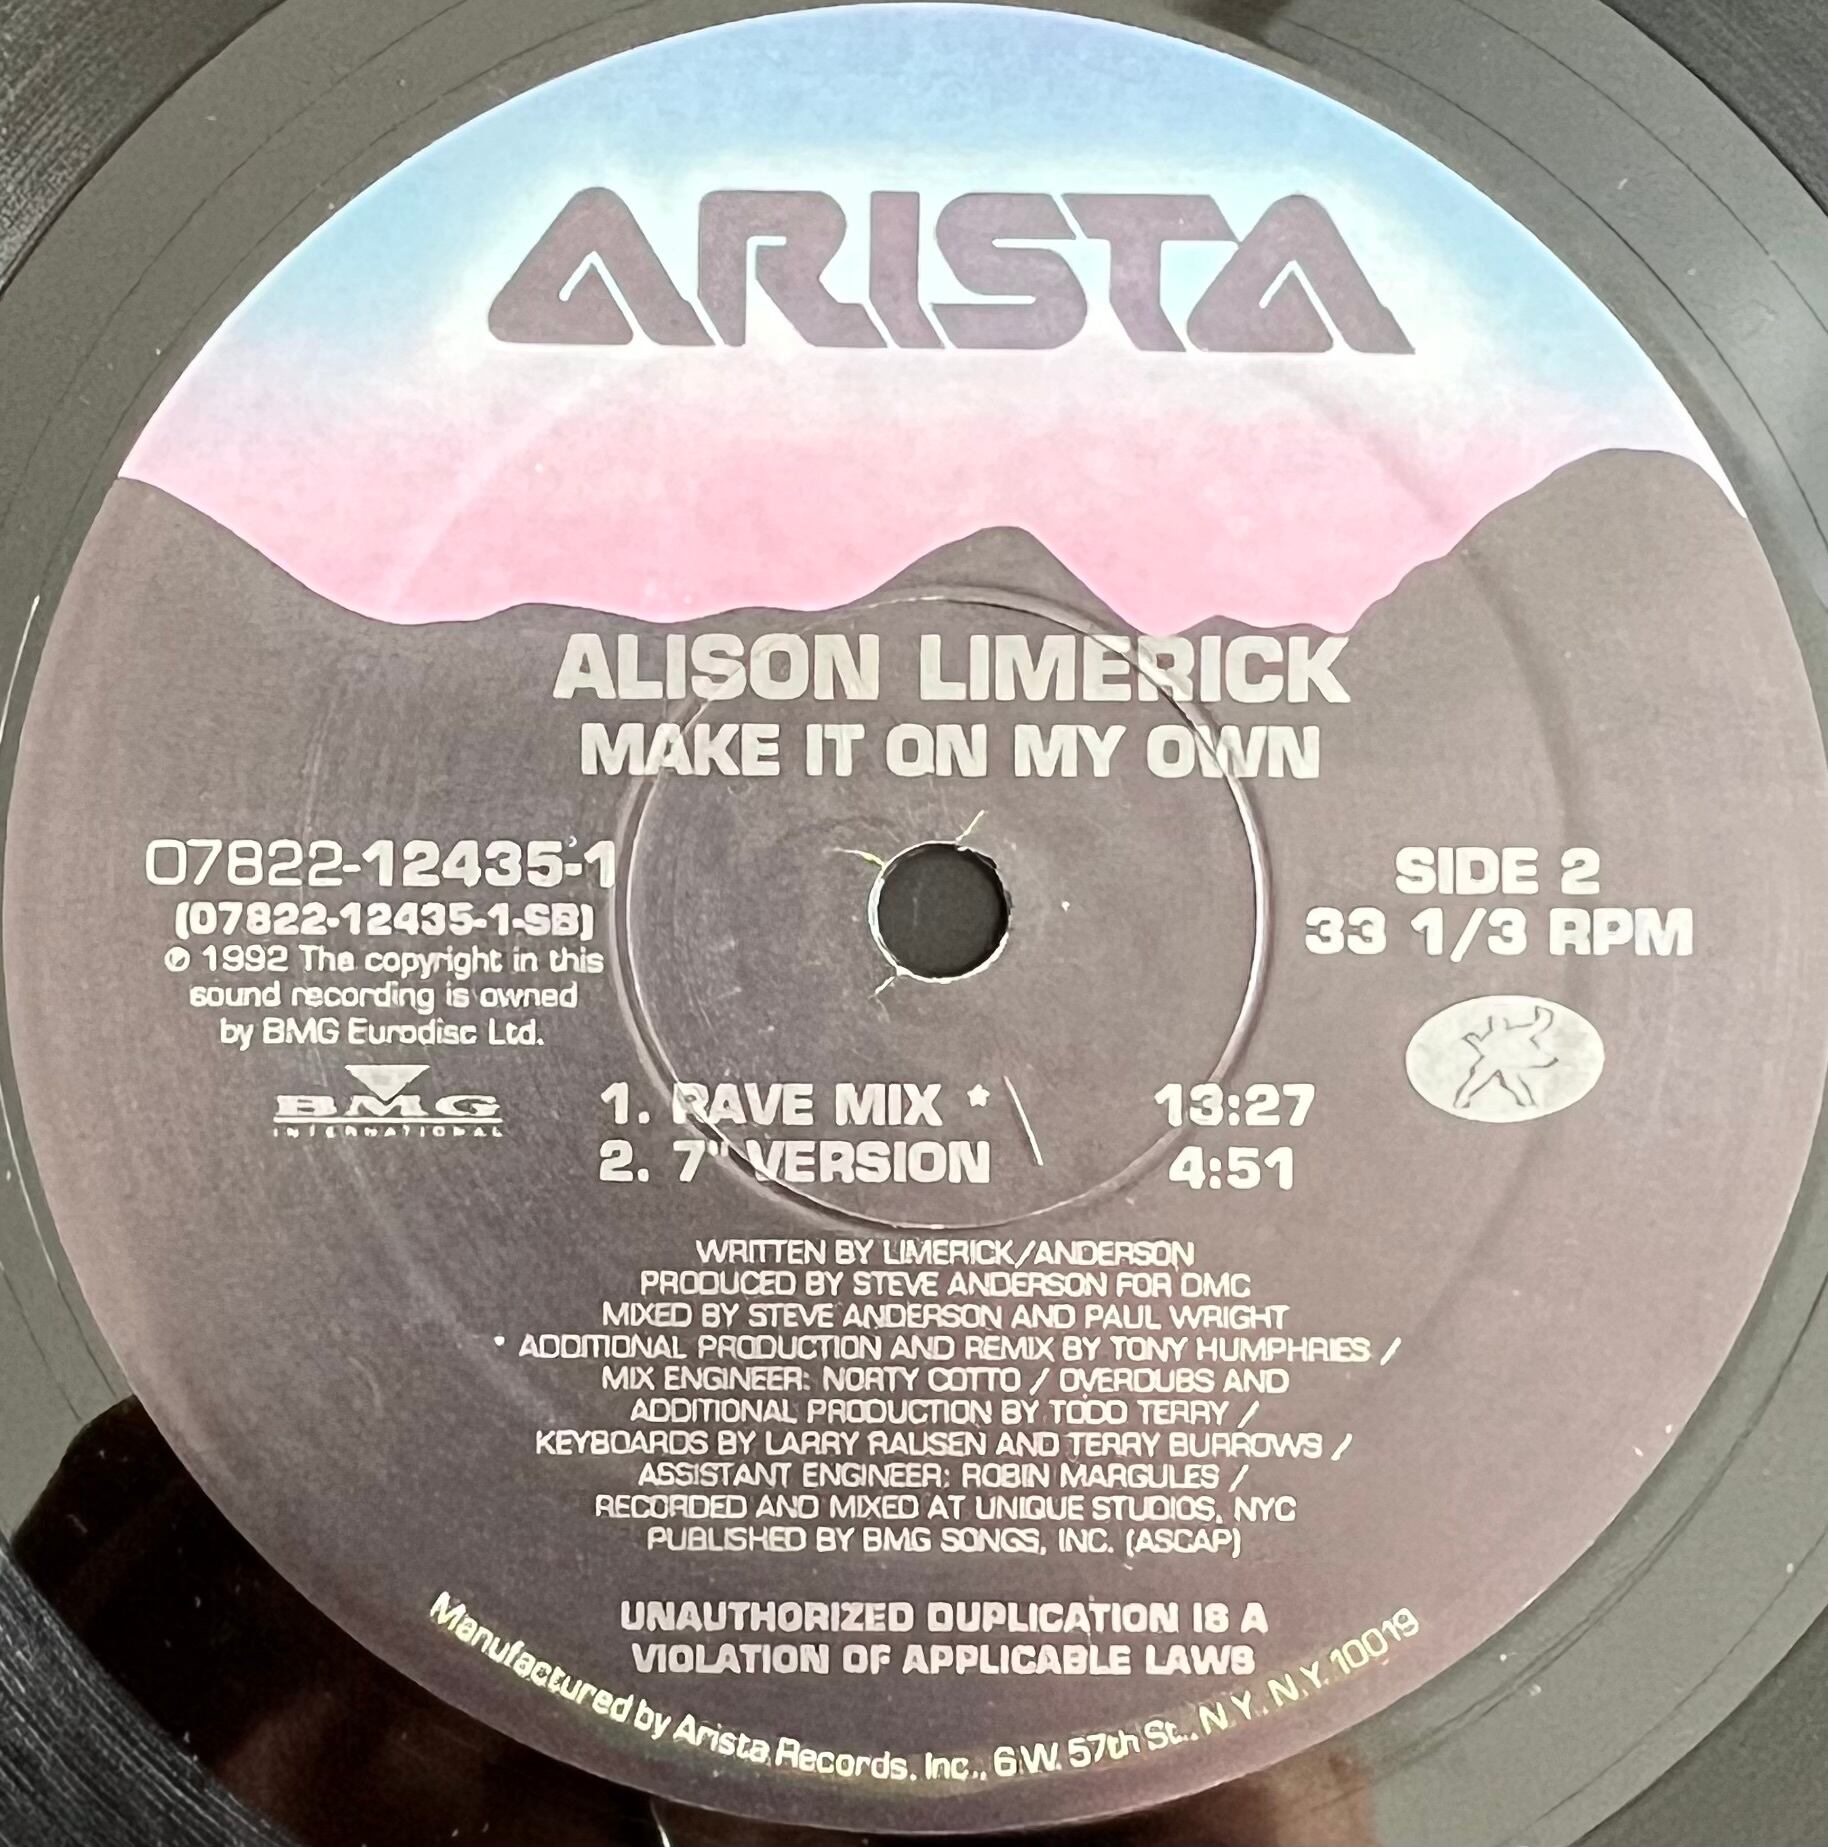 ARISTA
ALISON LIMERICK
MAKE IT ON MY OWN
07822-12435-1
(07822-12435-1-SB)
℗ 1992 The copyright in this
sound recording is owned
by BMG Eurodisc Ltd.
BMG
INTERNATIONAL
SIDE 2
33 1/3 RPM
1. RAVE MIX * 13:27
2. 7" VERSION 4:51
WRITTEN BY LIMERICK/ANDERSON
PRODUCED BY STEVE ANDERSON FOR DMC
MIXED BY STEVE ANDERSON AND PAUL WRIGHT
* ADDITIONAL PRODUCTION AND REMIX BY TONY HUMPHRIES /
MIX ENGINEER: NORTY COTTO / OVERDUBS AND
ADDITIONAL PRODUCTION BY TODD TERRY /
KEYBOARDS BY LARRY RAUSEN AND TERRY BURROWS /
ASSISTANT ENGINEER: ROBIN MARGULES /
RECORDED AND MIXED AT UNIQUE STUDIOS, NYC
PUBLISHED BY BMG SONGS, INC. (ASCAP)
UNAUTHORIZED DUPLICATION IS A
VIOLATION OF APPLICABLE LAWS
Manufactured by Arista Records, Inc., 6 W. 57th St., N.Y., N.Y. 10019